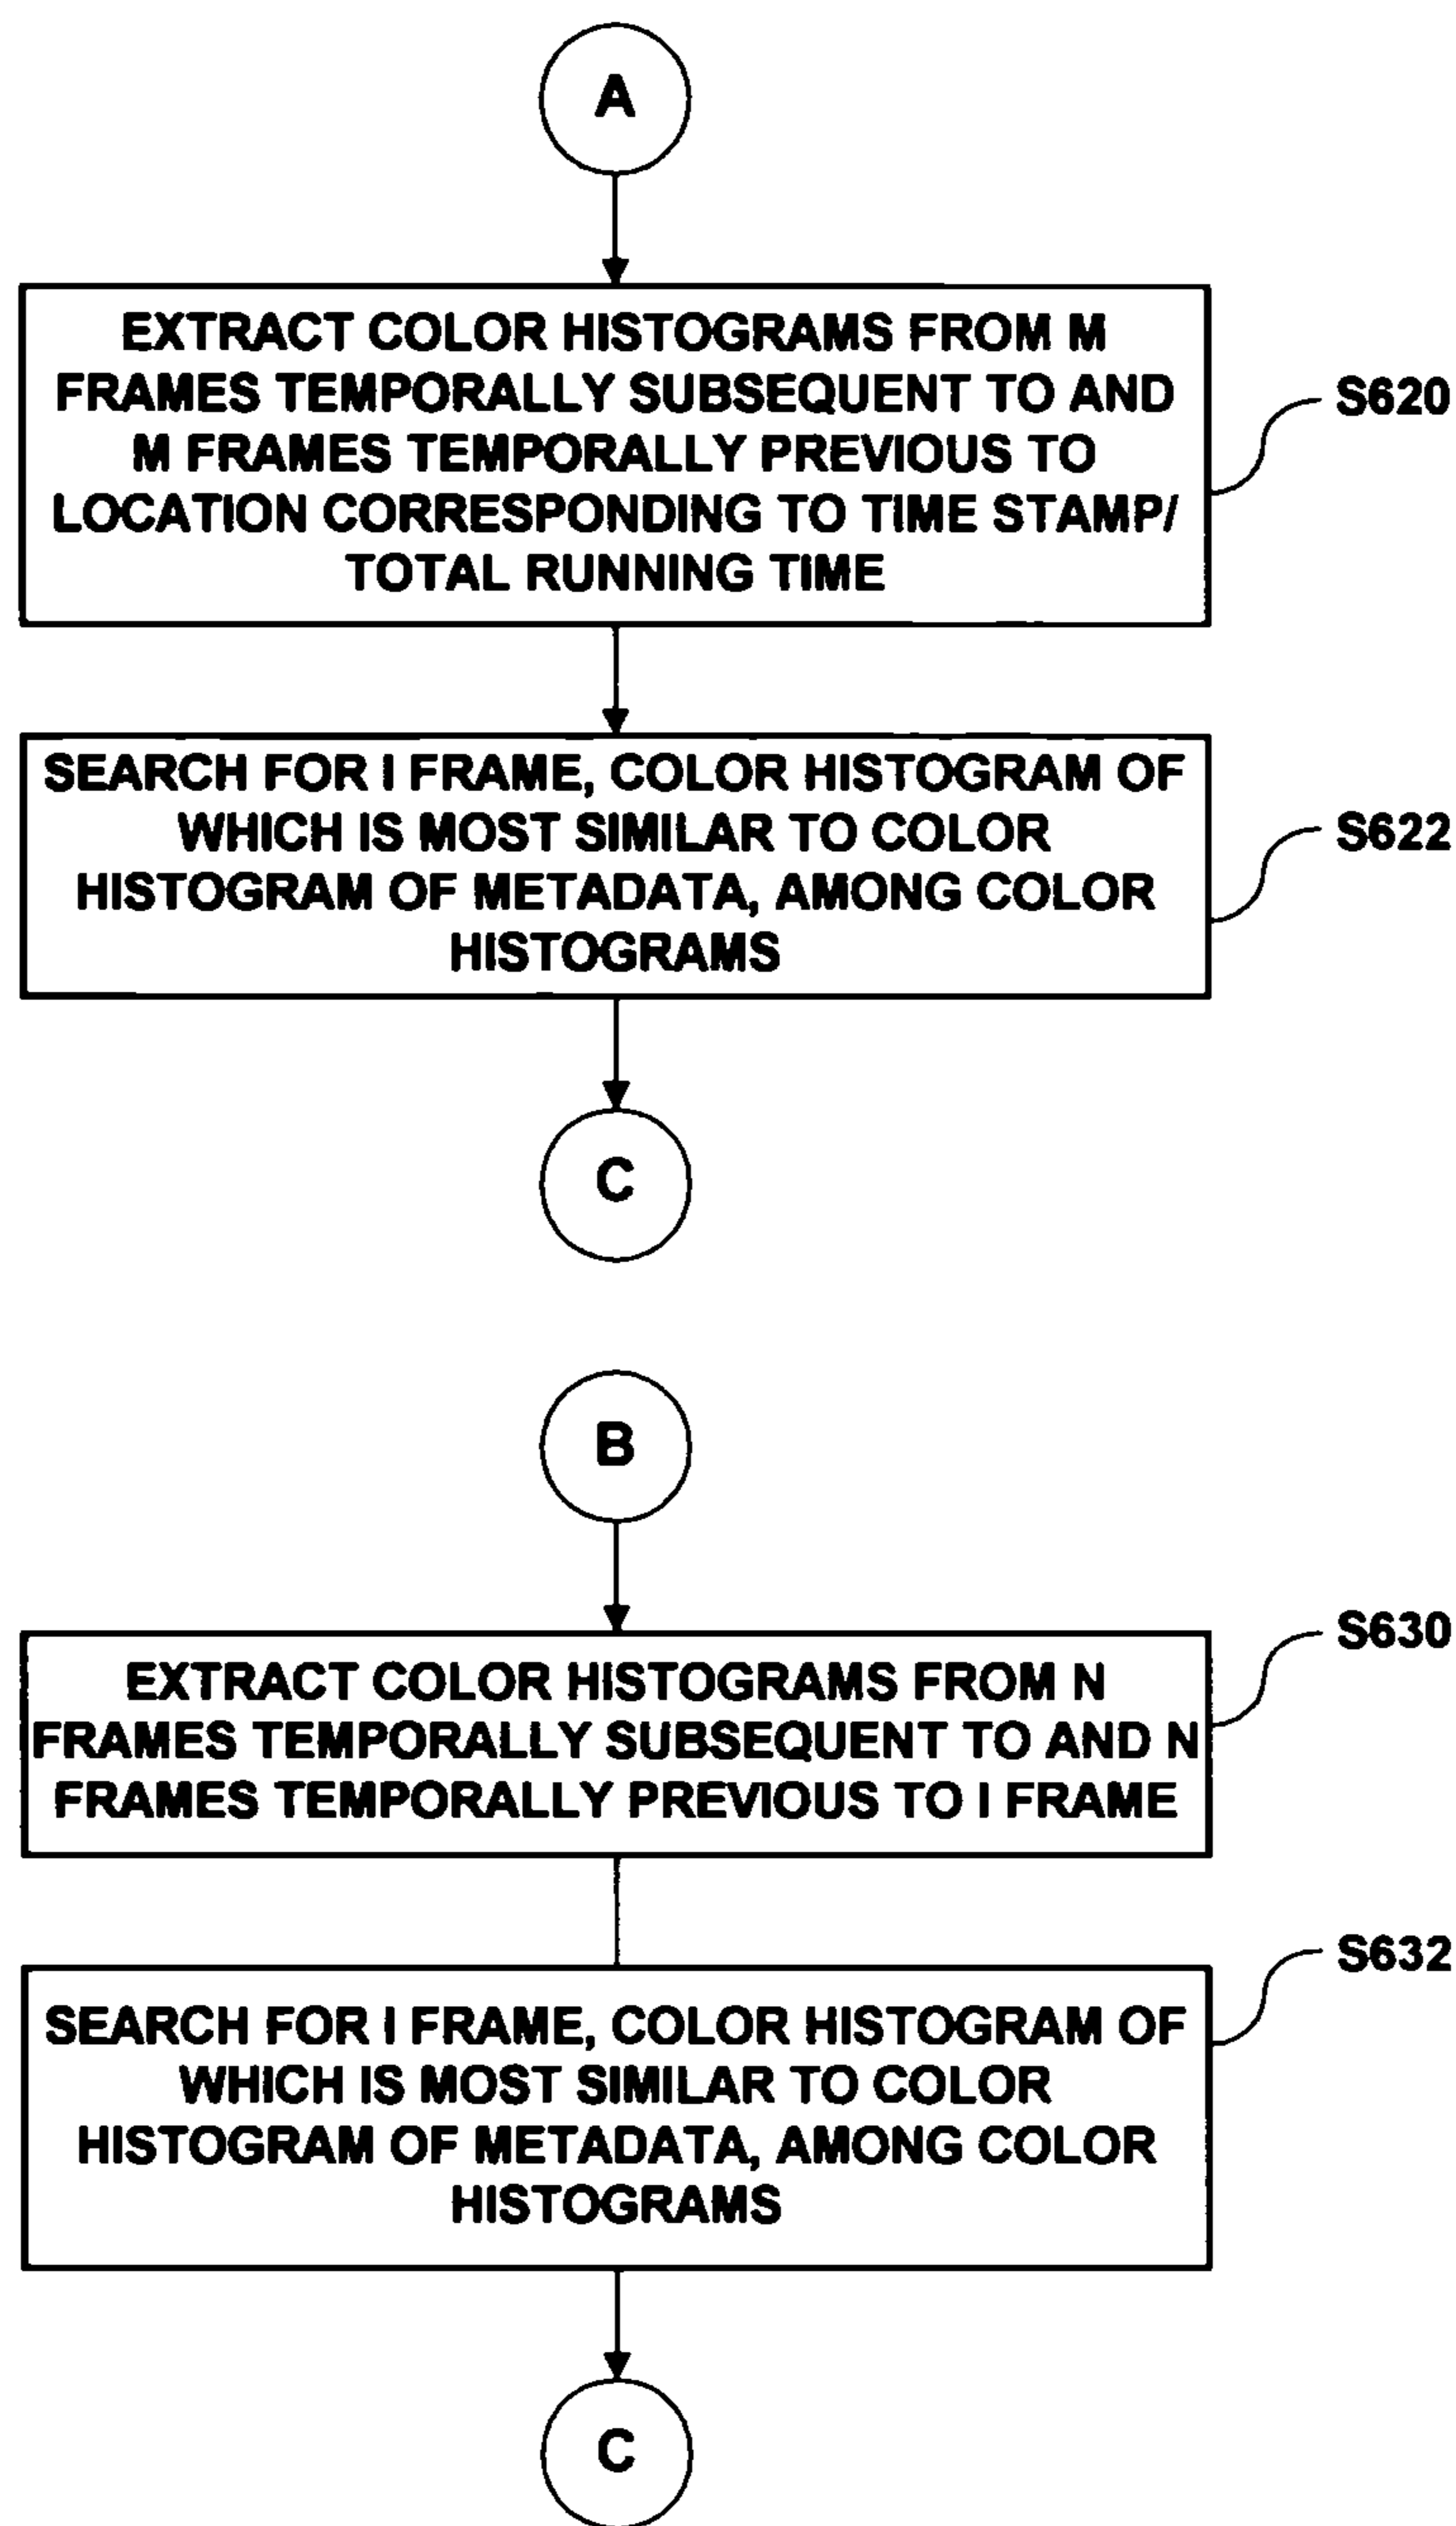 A
EXTRACT COLOR HISTOGRAMS FROM M
FRAMES TEMPORALLY SUBSEQUENT TO AND
M FRAMES TEMPORALLY PREVIOUS TO
LOCATION CORRESPONDING TO TIME STAMP/
TOTAL RUNNING TIME
S620
SEARCH FOR I FRAME, COLOR HISTOGRAM OF
WHICH IS MOST SIMILAR TO COLOR
HISTOGRAM OF METADATA, AMONG COLOR
HISTOGRAMS
S622
C
B
EXTRACT COLOR HISTOGRAMS FROM N
FRAMES TEMPORALLY SUBSEQUENT TO AND N
FRAMES TEMPORALLY PREVIOUS TO I FRAME
S630
SEARCH FOR I FRAME, COLOR HISTOGRAM OF
WHICH IS MOST SIMILAR TO COLOR
HISTOGRAM OF METADATA, AMONG COLOR
HISTOGRAMS
S632
C